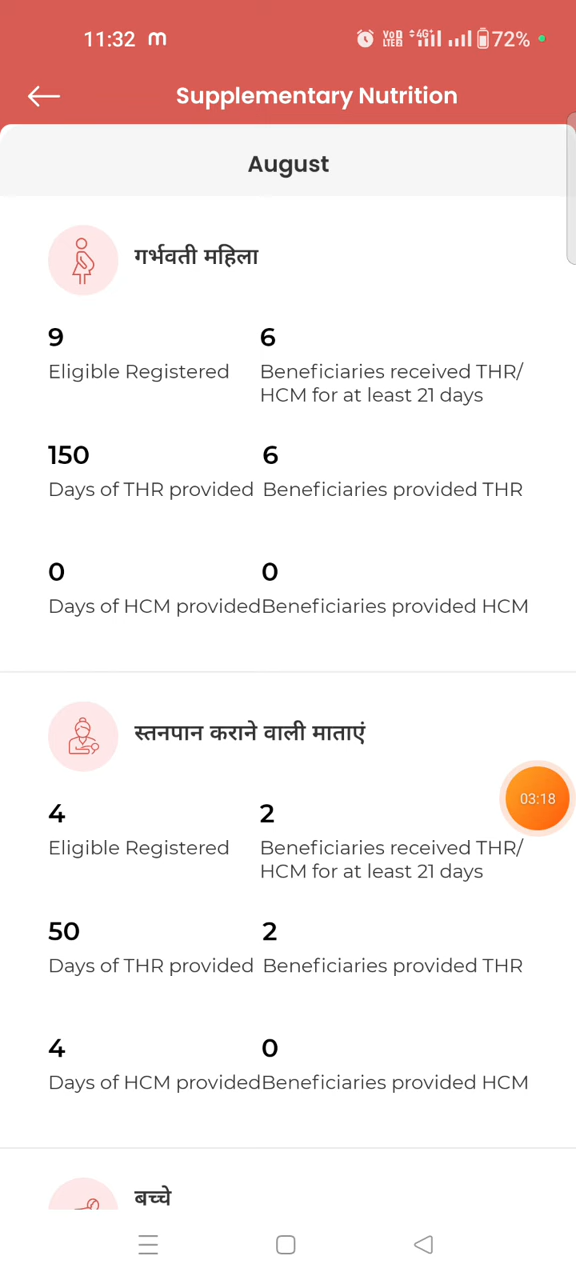 11:32 m VoD LTE2 4G+ 72%
Supplementary Nutrition
August
गर्भवती महिला
9 6
Eligible Registered Beneficiaries received THR/
HCM for at least 21 days
150 6
Days of THR provided Beneficiaries provided THR
0 0
Days of HCM provided Beneficiaries provided HCM
स्तनपान कराने वाली माताएं
03:18
4 2
Eligible Registered Beneficiaries received THR/
HCM for at least 21 days
50 2
Days of THR provided Beneficiaries provided THR
4 0
Days of HCM provided Beneficiaries provided HCM
बच्चे